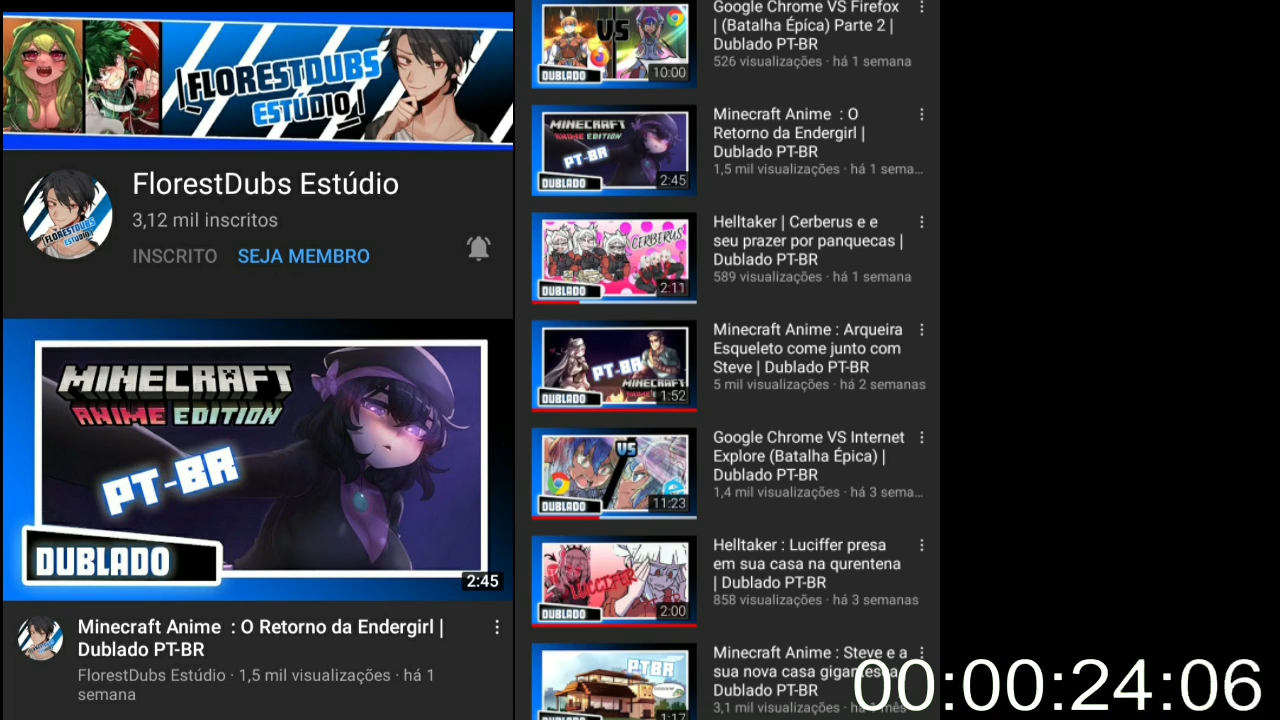 FLORESTDUBS
ESTÚDIO
FlorestDubs Estúdio
3,12 mil inscritos
INSCRITO SEJA MEMBRO
MINECRAFT
ANIME EDITION
PT-BR
DUBLADO
2:45
Minecraft Anime : O Retorno da Endergirl |
Dublado PT-BR
FlorestDubs Estúdio · 1,5 mil visualizações · há 1
semana
Google Chrome VS Firefox
| (Batalha Épíca) Parte 2 |
Dublado PT-BR
526 visualizações · há 1 semana
VS
DUBLADO
10:00
Minecraft Anime : O
Retorno da Endergirl |
Dublado PT-BR
1,5 mil visualizações · há 1 sema...
MINECRAFT
ANIME EDITION
PT-BR
DUBLADO
2:45
Helltaker | Cerberus e e
seu prazer por panquecas |
Dublado PT-BR
589 visualizações · há 1 semana
CERBERUS
DUBLADO
2:11
Minecraft Anime : Arqueira
Esqueleto come junto com
Steve | Dublado PT-BR
5 mil visualizações · há 2 semanas
PT-BR
MINECRAFT
DUBLADO
1:52
Google Chrome VS Internet
Explore (Batalha Épica) |
Dublado PT-BR
1,4 mil visualizações · há 3 sema...
VS
DUBLADO
11:23
Helltaker : Luciffer presa
em sua casa na qurentena
| Dublado PT-BR
858 visualizações · há 3 semanas
DUBLADO
2:00
Minecraft Anime : Steve e a
sua nova casa gigantesca
Dublado PT-BR
3,1 mil visualizações · há 1 mês
PTBR
DUBLADO
1:17
00:00:24:06